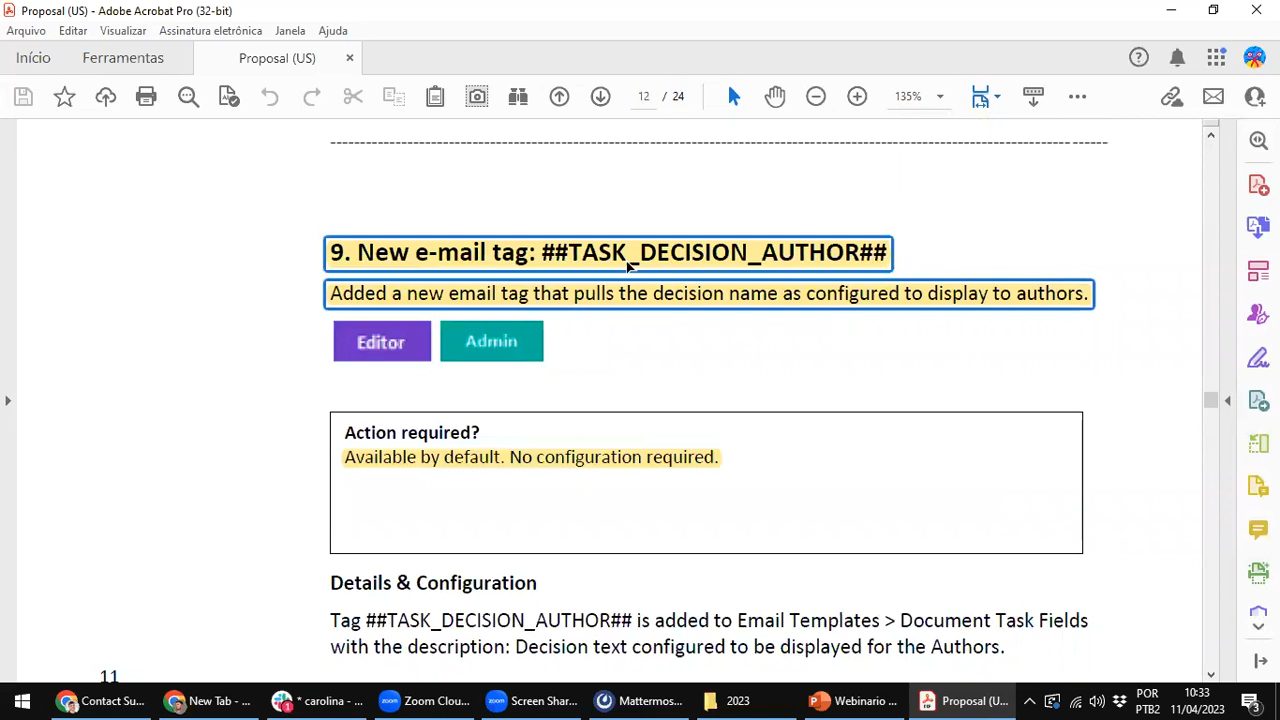 Proposal (US) - Adobe Acrobat Pro (32-bit)
Arquivo Editar Visualizar Assinatura eletrônica Janela Ajuda
Início Ferramentas Proposal (US) ×
12 / 24 135%
9. New e-mail tag: ##TASK_DECISION_AUTHOR##
Added a new email tag that pulls the decision name as configured to display to authors.
Editor Admin
Action required?
Available by default. No configuration required.
Details & Configuration
Tag ##TASK_DECISION_AUTHOR## is added to Email Templates > Document Task Fields
with the description: Decision text configured to be displayed for the Authors.
11
Contact Su... New Tab - ... * carolina - ... Zoom Clou... Screen Shar... Mattermos... 2023 Webinario ... Proposal (U... POR 10:33
PTB2 11/04/2023 3